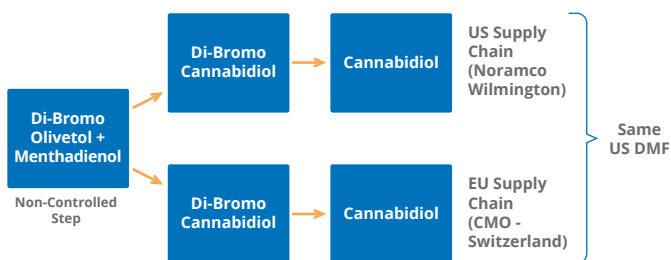 Di-Bromo
Olivetol +
Menthadienol
Non-Controlled
Step
Di-Bromo
Cannabidiol
Cannabidiol
US Supply
Chain
(Noramco
Wilmington)
Di-Bromo
Cannabidiol
Cannabidiol
EU Supply
Chain
(CMO -
Switzerland)
Same
US DMF